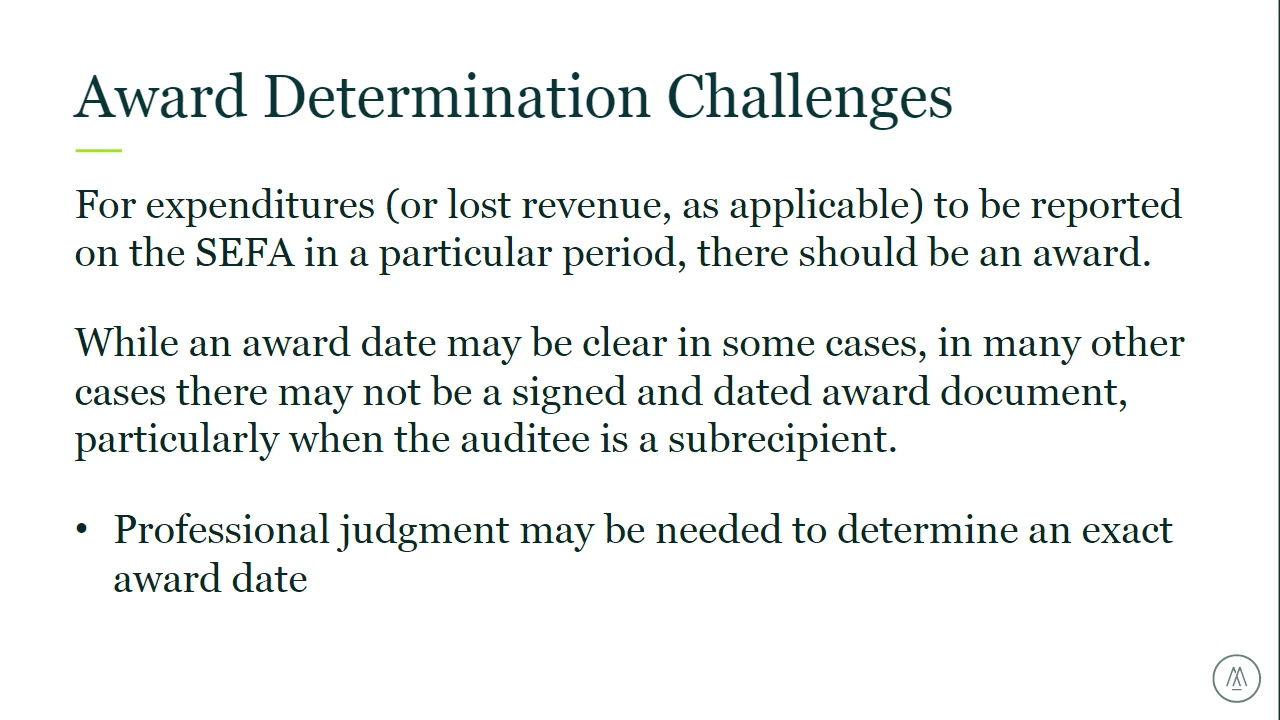 Award Determination Challenges
For expenditures (or lost revenue, as applicable) to be reported
on the SEFA in a particular period, there should be an award.
While an award date may be clear in some cases, in many other
cases there may not be a signed and dated award document,
particularly when the auditee is a subrecipient.
• Professional judgment may be needed to determine an exact
award date